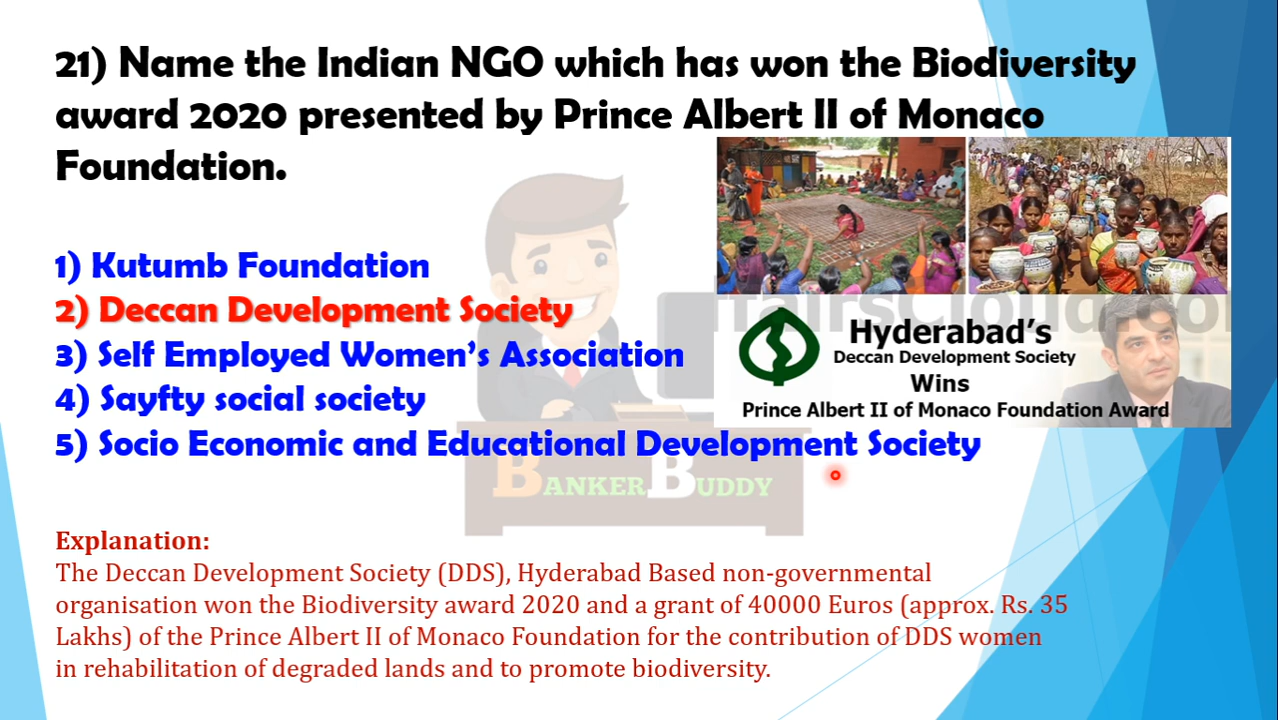 21) Name the Indian NGO which has won the Biodiversity
award 2020 presented by Prince Albert II of Monaco
Foundation.
1) Kutumb Foundation
2) Deccan Development Society
3) Self Employed Women's Association
4) Sayfty social society
5) Socio Economic and Educational Development Society
ffairsCloud.co
Hyderabad's
Deccan Development Society
Wins
Prince Albert II of Monaco Foundation Award
BANKER BUDDY
Explanation:
The Deccan Development Society (DDS), Hyderabad Based non-governmental
organisation won the Biodiversity award 2020 and a grant of 40000 Euros (approx. Rs. 35
Lakhs) of the Prince Albert II of Monaco Foundation for the contribution of DDS women
in rehabilitation of degraded lands and to promote biodiversity.